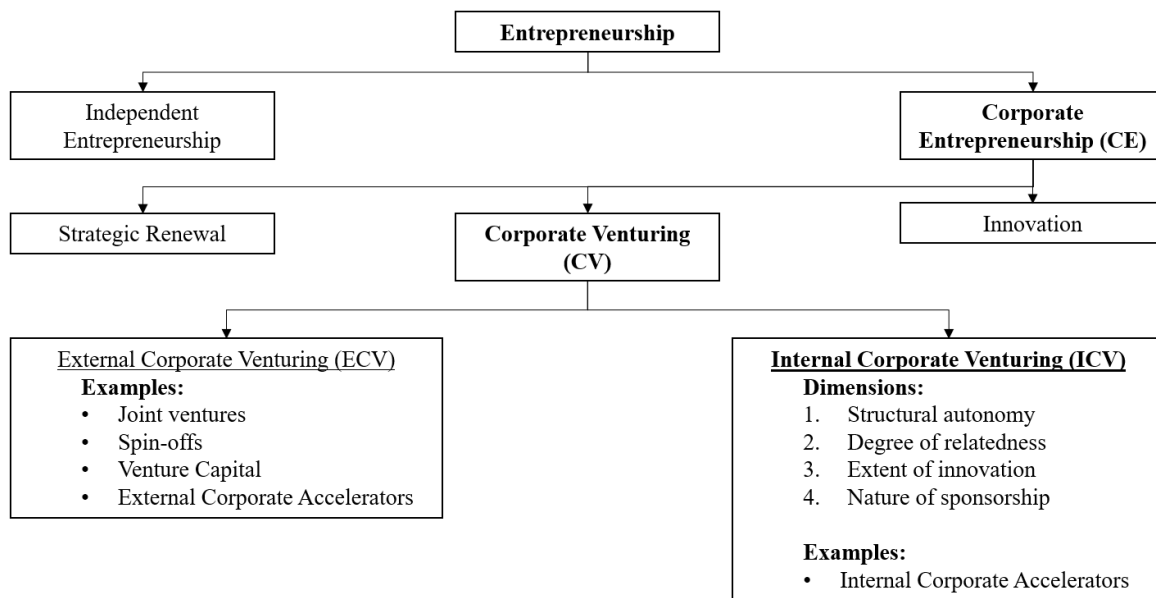 Entrepreneurship
Independent
Entrepreneurship
Corporate
Entrepreneurship (CE)
Strategic Renewal
Corporate Venturing
(CV)
Innovation
External Corporate Venturing (ECV)
Examples:
• Joint ventures
• Spin-offs
• Venture Capital
• External Corporate Accelerators
Internal Corporate Venturing (ICV)
Dimensions:
1. Structural autonomy
2. Degree of relatedness
3. Extent of innovation
4. Nature of sponsorship
Examples:
• Internal Corporate Accelerators